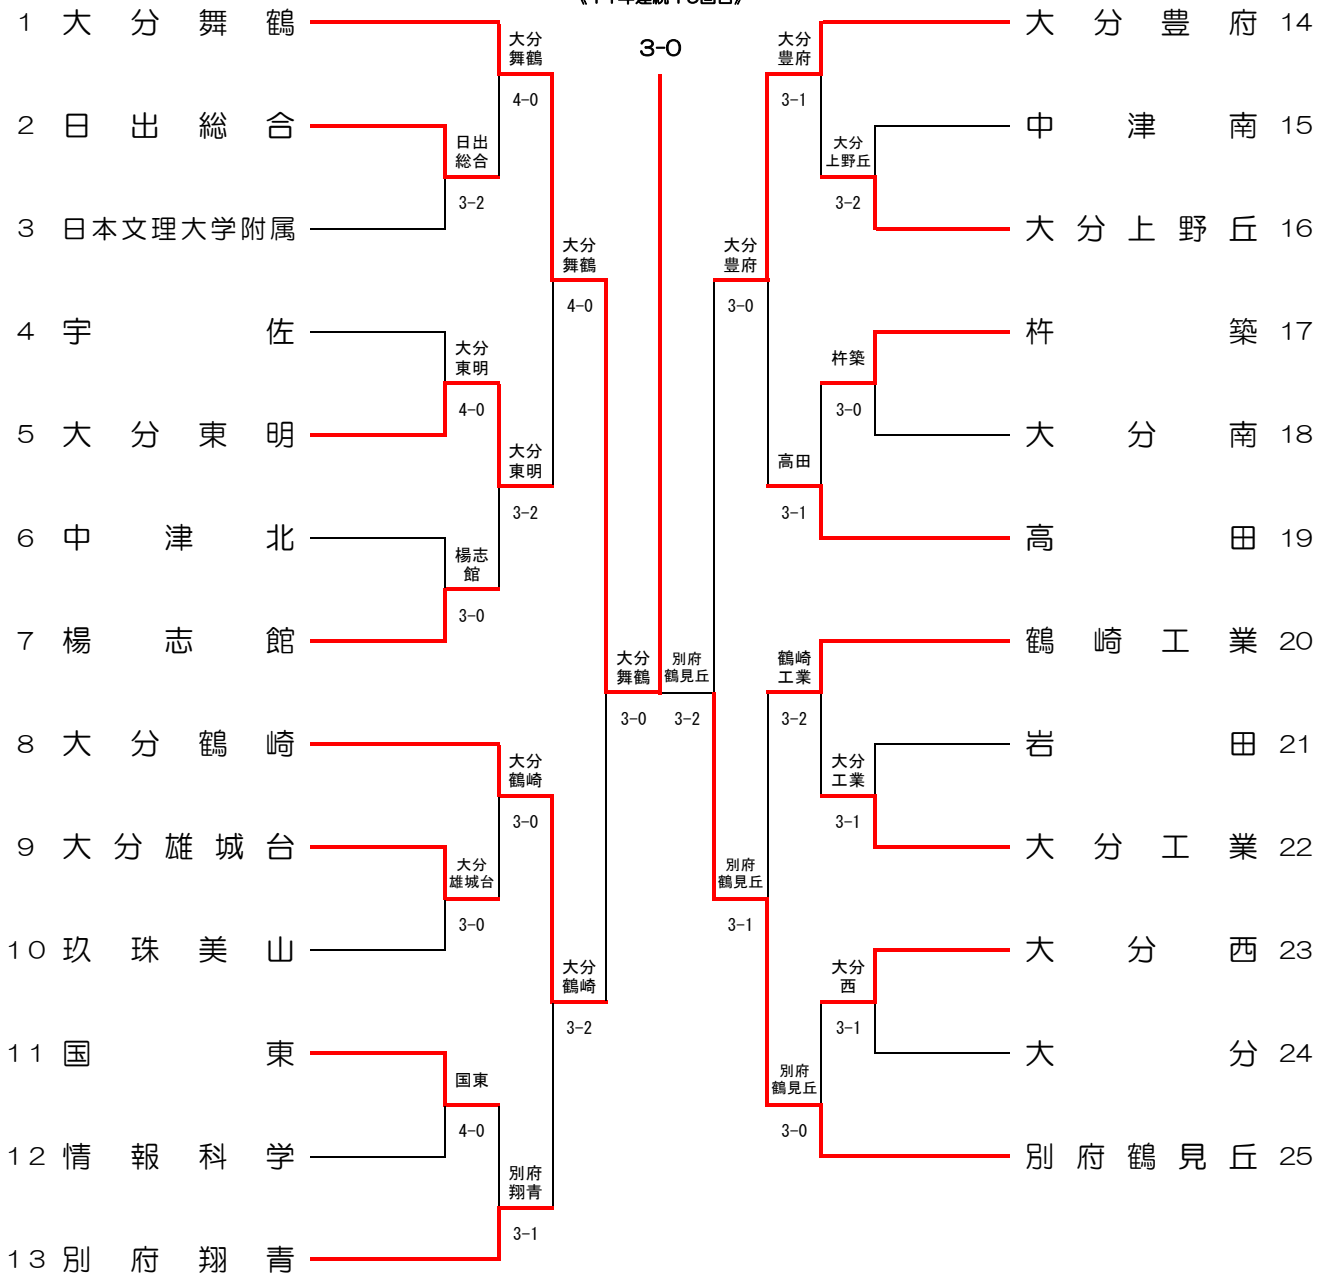 3-0
1 大分舞鶴
2 日出総合
3 日本文理大学附属
4 宇佐
5 大分東明
6 中津北
7 楊志館
8 大分鶴崎
9 大分雄城台
10 玖珠美山
11 国東
12 情報科学
13 別府翔青
大分
舞鶴
4-0
日出
総合
3-2
大分
舞鶴
4-0
大分
東明
4-0
大分
東明
3-2
楊志
館
3-0
大分
舞鶴
3-0
大分
鶴崎
3-0
大分
雄城台
3-0
大分
鶴崎
3-2
国東
4-0
別府
翔青
3-1
大分
豊府
3-1
大分
上野丘
3-2
大分
豊府
3-0
杵築
3-0
高田
3-1
別府
鶴見丘
3-2
鶴崎
工業
3-2
大分
工業
3-1
別府
鶴見丘
3-1
大分
西
3-1
別府
鶴見丘
3-0
大分豊府 14
中津南 15
大分上野丘 16
杵築 17
大分南 18
高田 19
鶴崎工業 20
岩田 21
大分工業 22
大分西 23
大分 24
別府鶴見丘 25